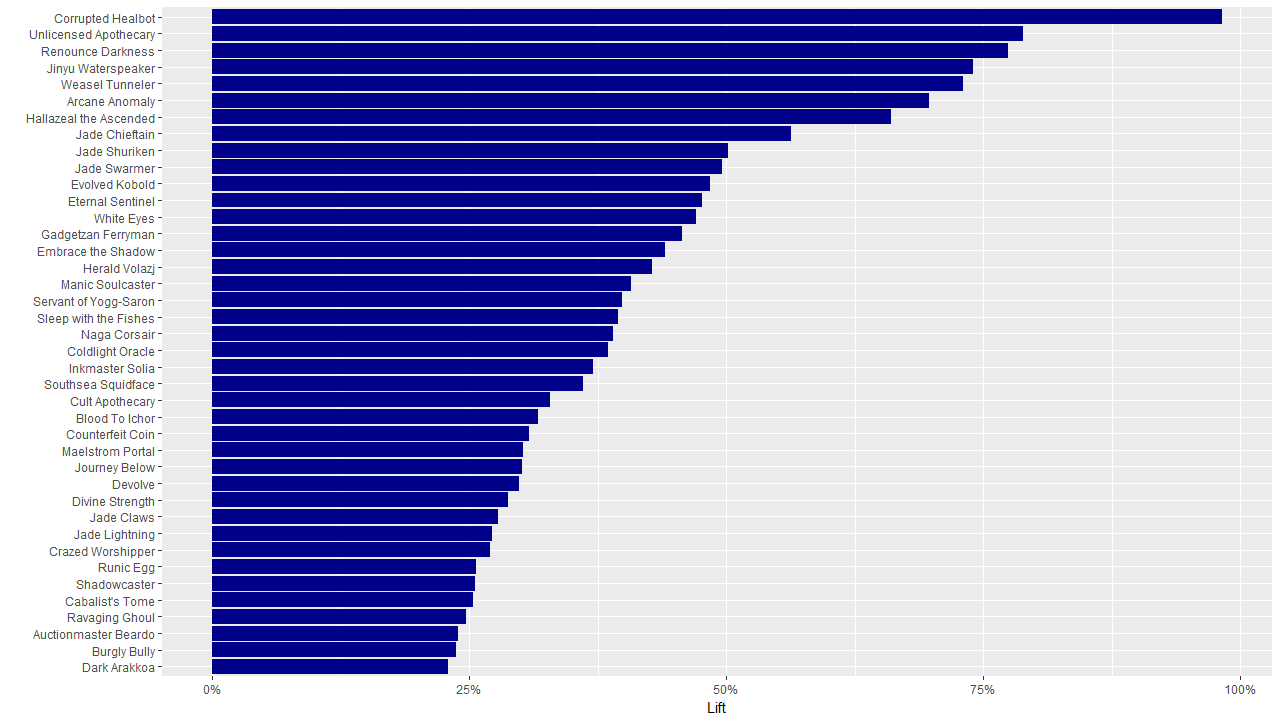 Corrupted Healbot
Unlicensed Apothecary
Renounce Darkness
Jinyu Waterspeaker
Weasel Tunneler
Arcane Anomaly
Hallazeal the Ascended
Jade Chieftain
Jade Shuriken
Jade Swarmer
Evolved Kobold
Eternal Sentinel
White Eyes
Gadgetzan Ferryman
Embrace the Shadow
Herald Volazj
Manic Soulcaster
Servant of Yogg-Saron
Sleep with the Fishes
Naga Corsair
Coldlight Oracle
Inkmaster Solia
Southsea Squidface
Cult Apothecary
Blood To Ichor
Counterfeit Coin
Maelstrom Portal
Journey Below
Devolve
Divine Strength
Jade Claws
Jade Lightning
Crazed Worshipper
Runic Egg
Shadowcaster
Cabalist's Tome
Ravaging Ghoul
Auctionmaster Beardo
Burgly Bully
Dark Arakkoa
0% 25% 50% 75% 100%
Lift